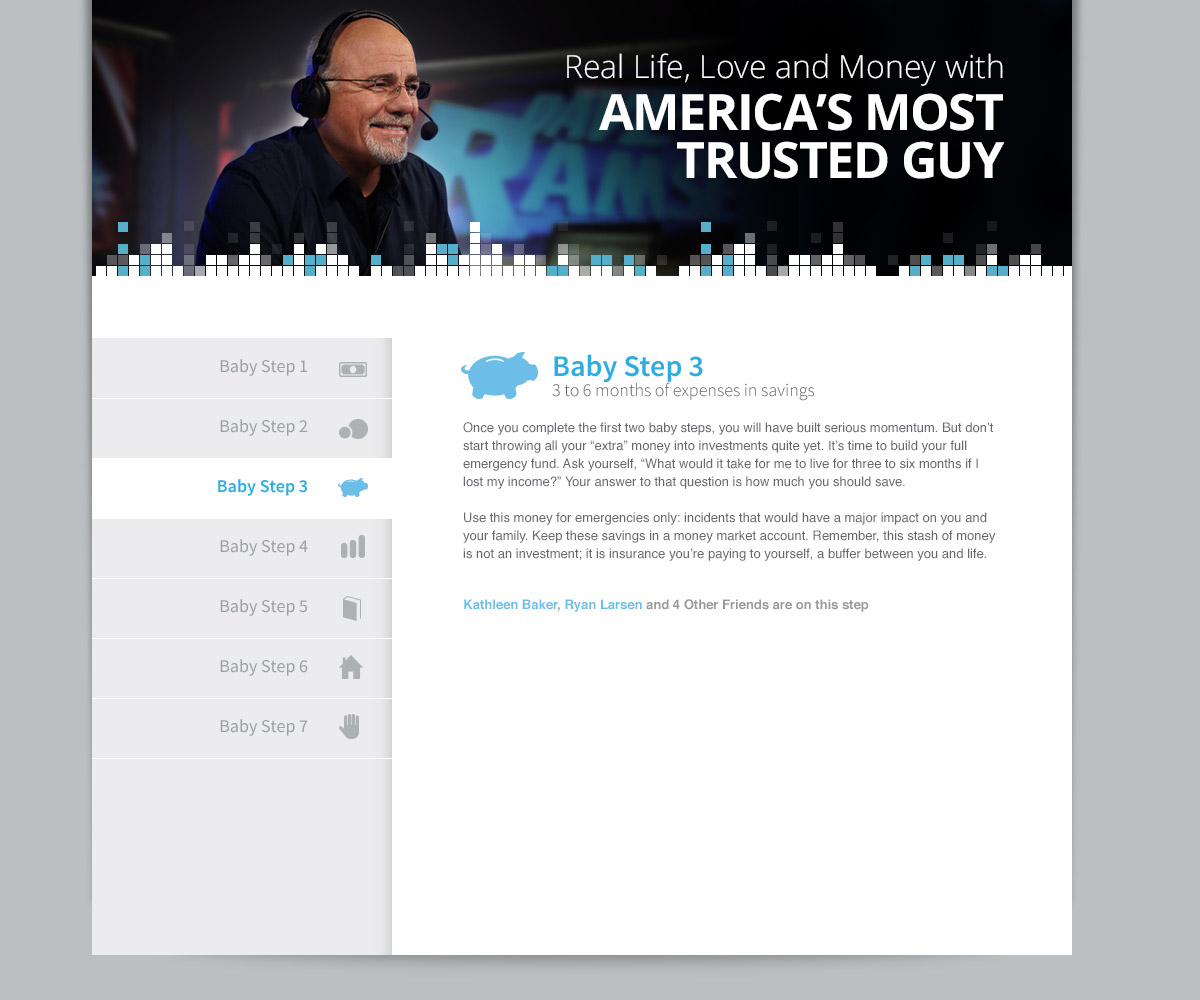 Real Life, Love and Money with
AMERICA’S MOST
TRUSTED GUY
DAVE
RAMS
Baby Step 1
Baby Step 2
Baby Step 3
Baby Step 4
Baby Step 5
Baby Step 6
Baby Step 7
Baby Step 3
3 to 6 months of expenses in savings
Once you complete the first two baby steps, you will have built serious momentum. But don’t
start throwing all your “extra” money into investments quite yet. It’s time to build your full
emergency fund. Ask yourself, “What would it take for me to live for three to six months if I
lost my income?” Your answer to that question is how much you should save.
Use this money for emergencies only: incidents that would have a major impact on you and
your family. Keep these savings in a money market account. Remember, this stash of money
is not an investment; it is insurance you’re paying to yourself, a buffer between you and life.
Kathleen Baker, Ryan Larsen and 4 Other Friends are on this step